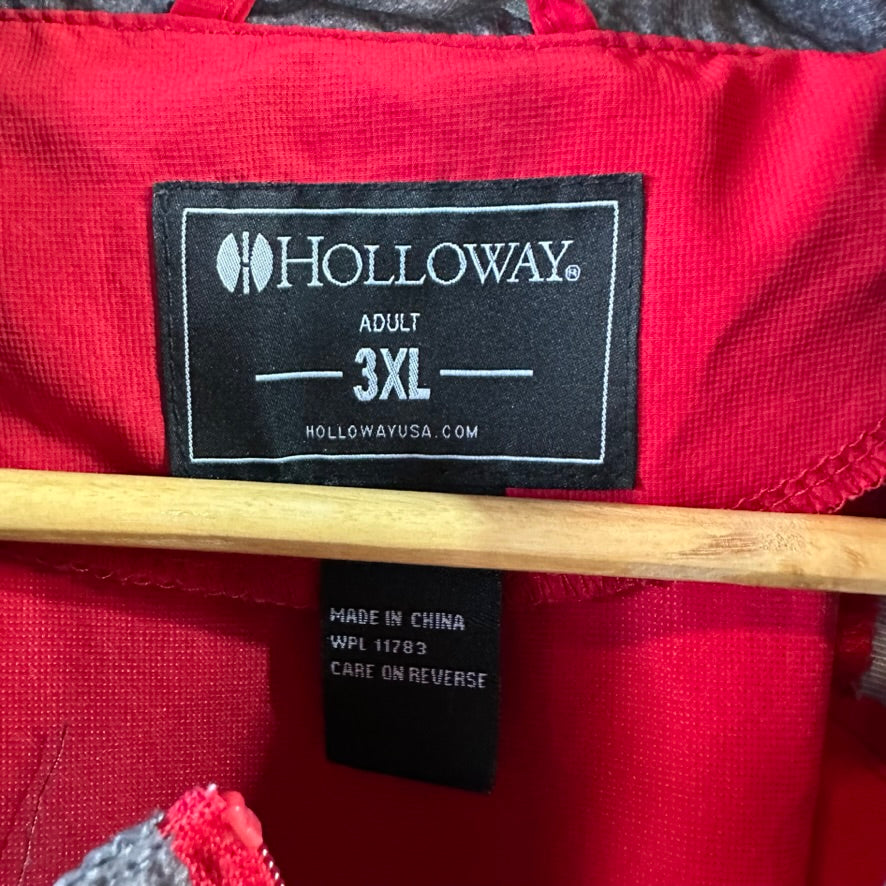 HOLLOWAY®
ADULT
3XL
HOLLOWAYUSA.COM
MADE IN CHINA
WPL 11783
CARE ON REVERSE